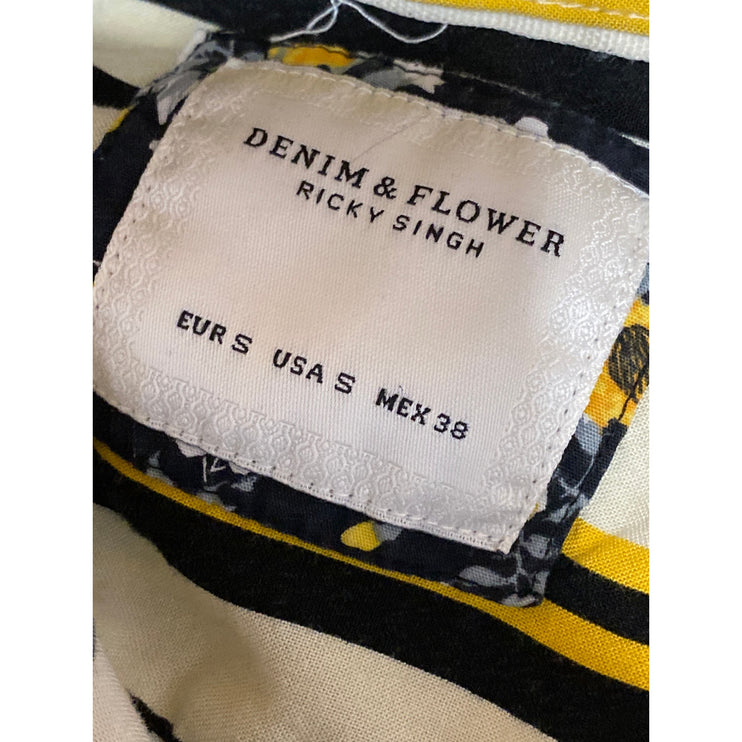 DENIM & FLOWER
RICKY SINGH
EUR S USA S MEX 38